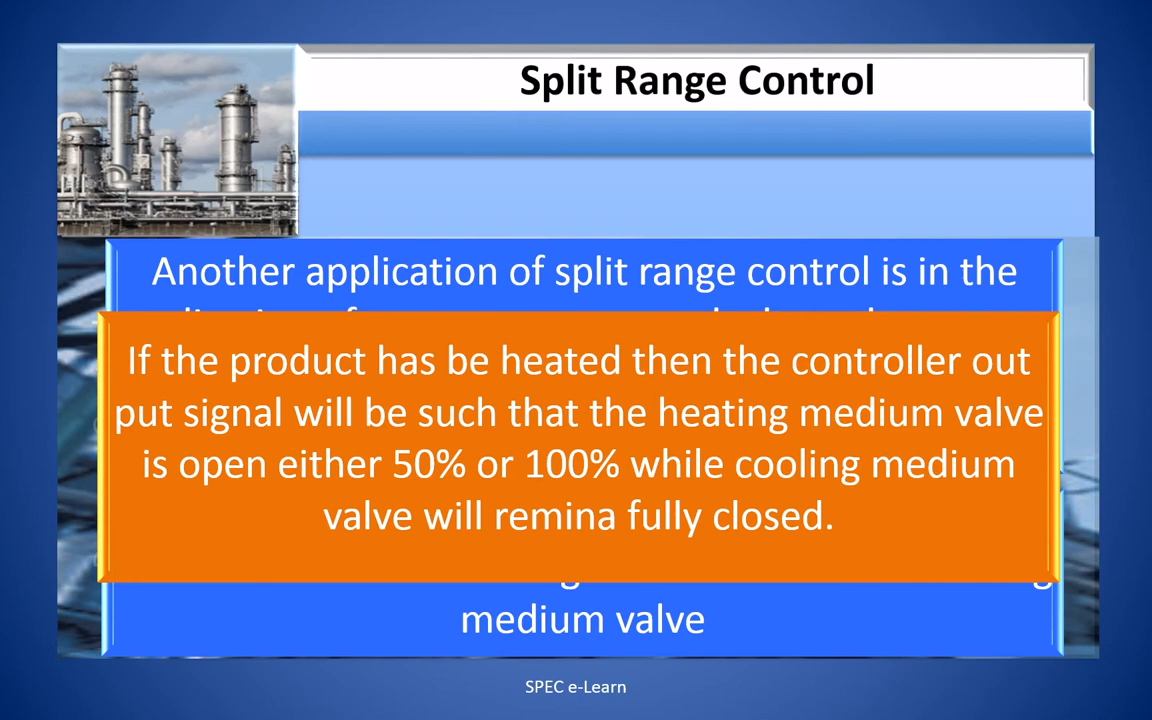 Split Range Control
Another application of split range control is in the
If the product has be heated then the controller out
put signal will be such that the heating medium valve
is open either 50% or 100% while cooling medium
valve will remina fully closed.
medium valve
SPEC e-Learn